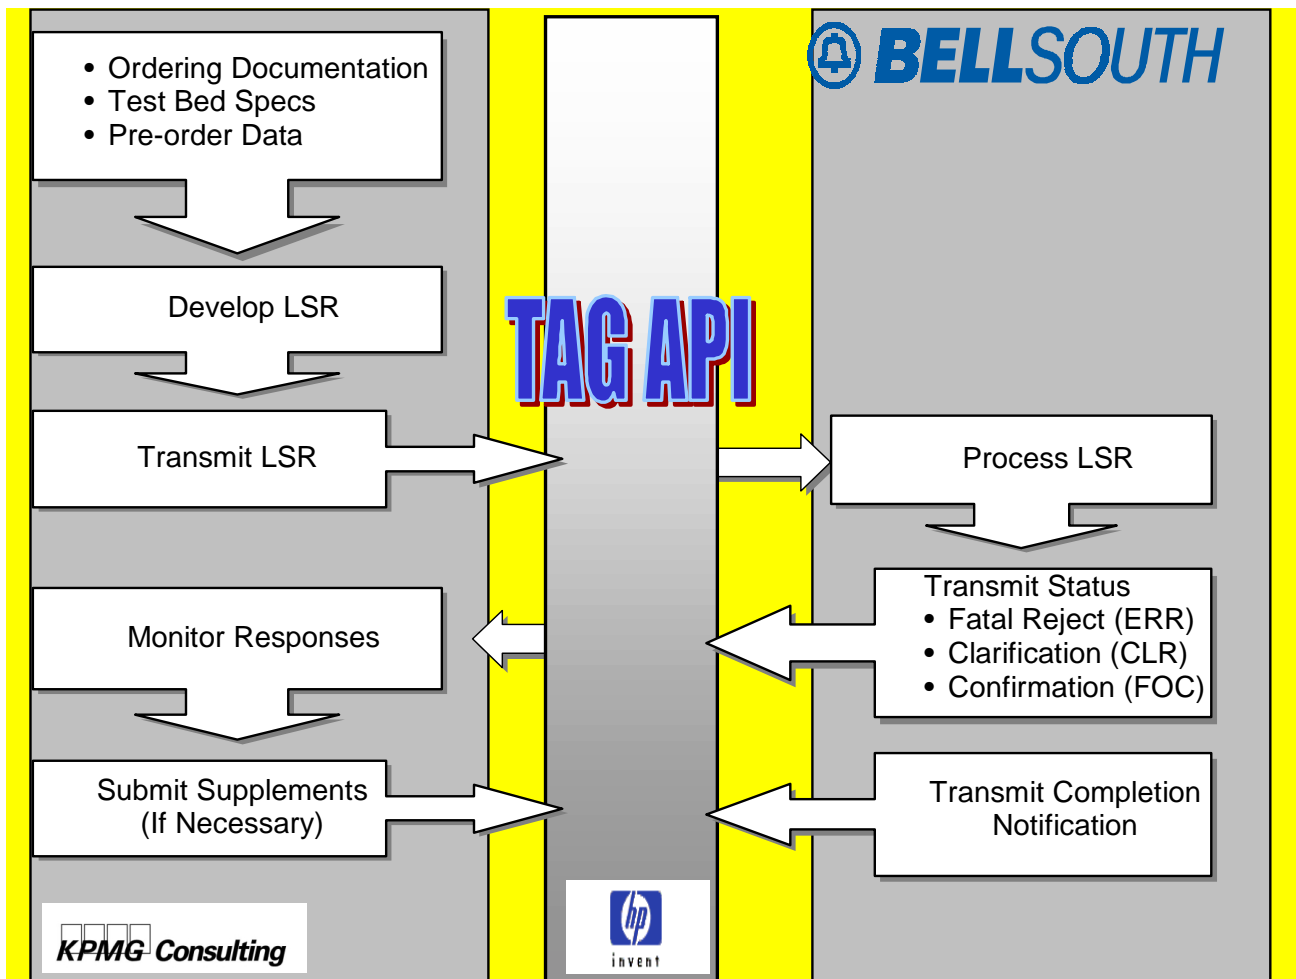 BELLSOUTH
• Ordering Documentation
• Test Bed Specs
• Pre-order Data
Develop LSR
TAG API
Transmit LSR
Process LSR
Transmit Status
• Fatal Reject (ERR)
• Clarification (CLR)
• Confirmation (FOC)
Monitor Responses
Submit Supplements
(If Necessary)
Transmit Completion
Notification
KPMG Consulting
hp
invent